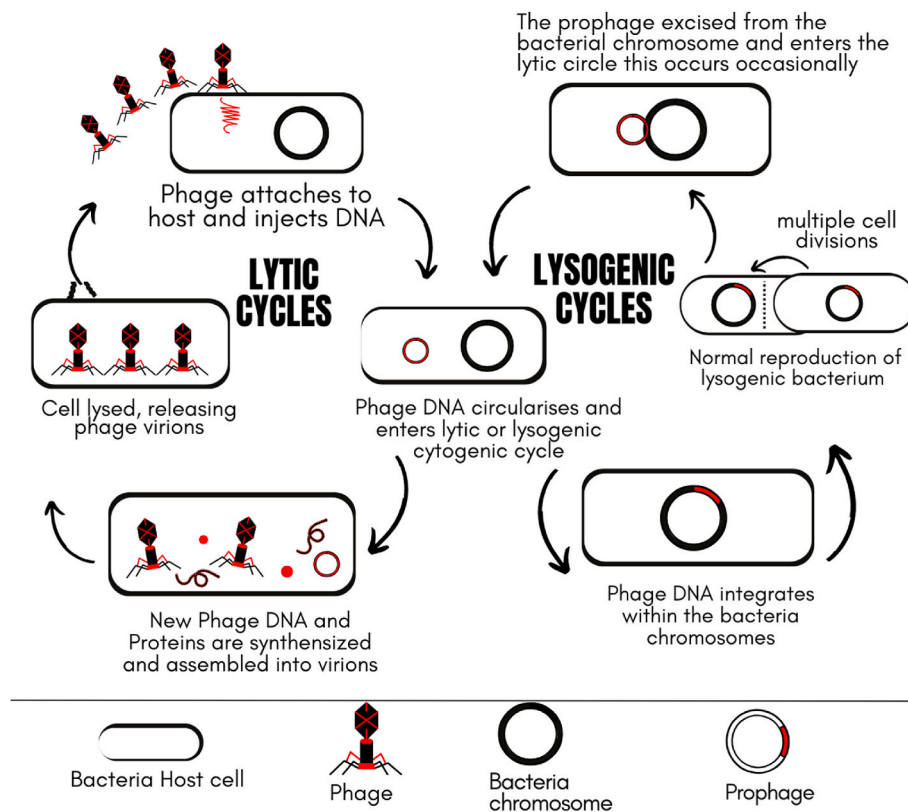 The prophage excised from the
bacterial chromosome and enters the
lytic circle this occurs occasionally
Phage attaches to
host and injects DNA
multiple cell
divisions
LYTIC
CYCLES
LYSOGENIC
CYCLES
Normal reproduction of
lysogenic bacterium
Cell lysed, releasing
phage virions
Phage DNA circularises and
enters lytic or lysogenic
cytogenic cycle
New Phage DNA and
Proteins are synthensized
and assembled into virions
Phage DNA integrates
within the bacteria
chromosomes
Bacteria Host cell
Phage
Bacteria
chromosome
Prophage